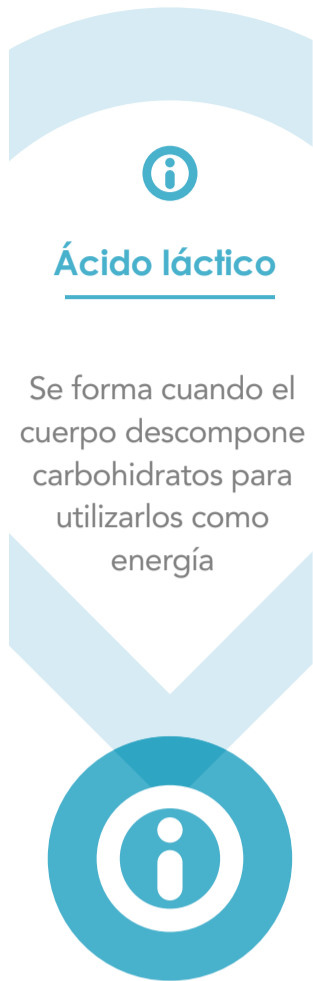 Ácido láctico
Se forma cuando el
cuerpo descompone
carbohidratos para
utilizarlos como
energía